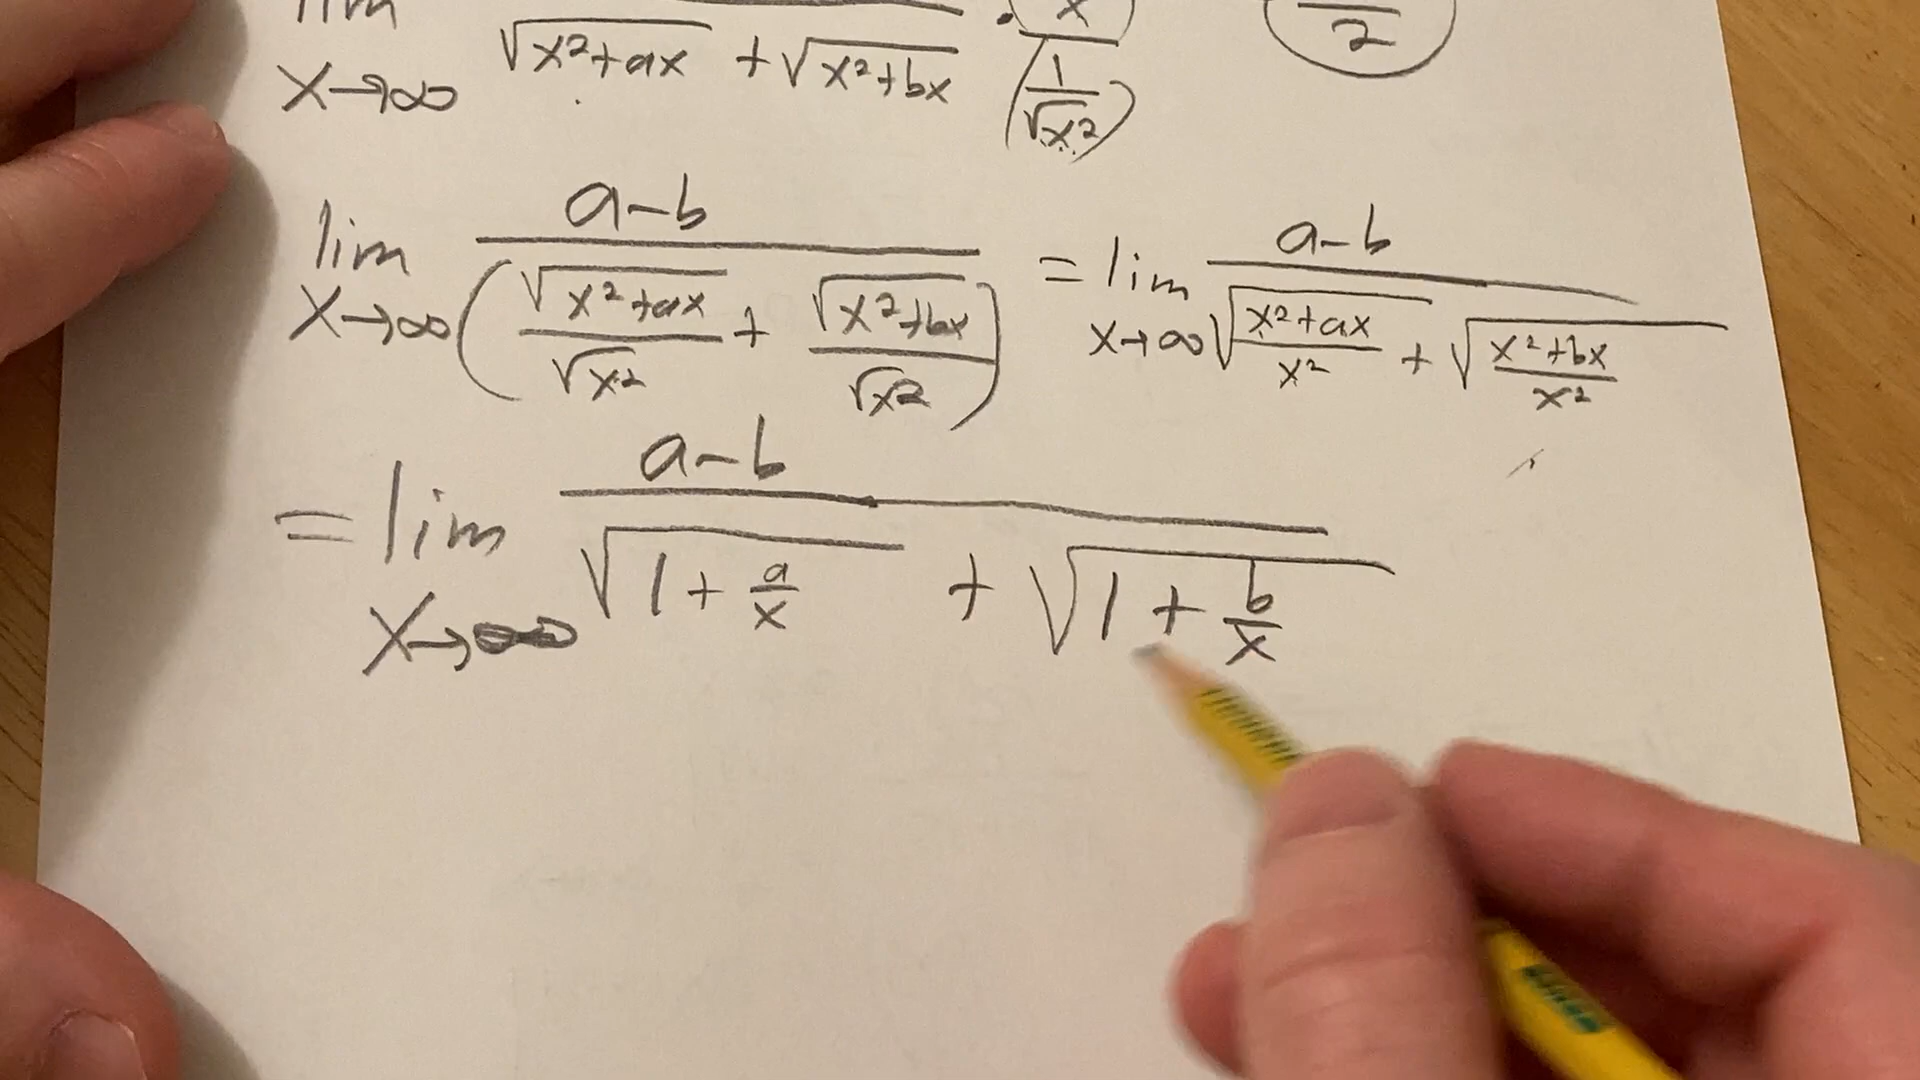 lim x→∞ / (√(x²+ax) + √(x²+bx)) · (x) / (1/√x²) 2
lim x→∞ (a-b) / (√(x²+ax)/√x² + √(x²+bx)/√x²) = lim x→∞ (a-b) / (√((x²+ax)/x²) + √((x²+bx)/x²))
= lim x→∞ (a-b) / (√(1 + a/x) + √(1 + b/x))